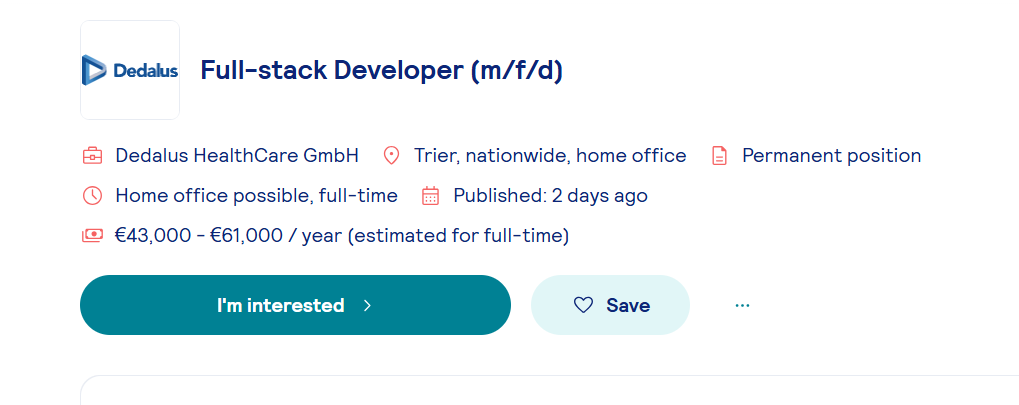 Dedalus
Full-stack Developer (m/f/d)
Dedalus HealthCare GmbH Trier, nationwide, home office Permanent position
Home office possible, full-time Published: 2 days ago
€43,000 - €61,000 / year (estimated for full-time)
I'm interested Save